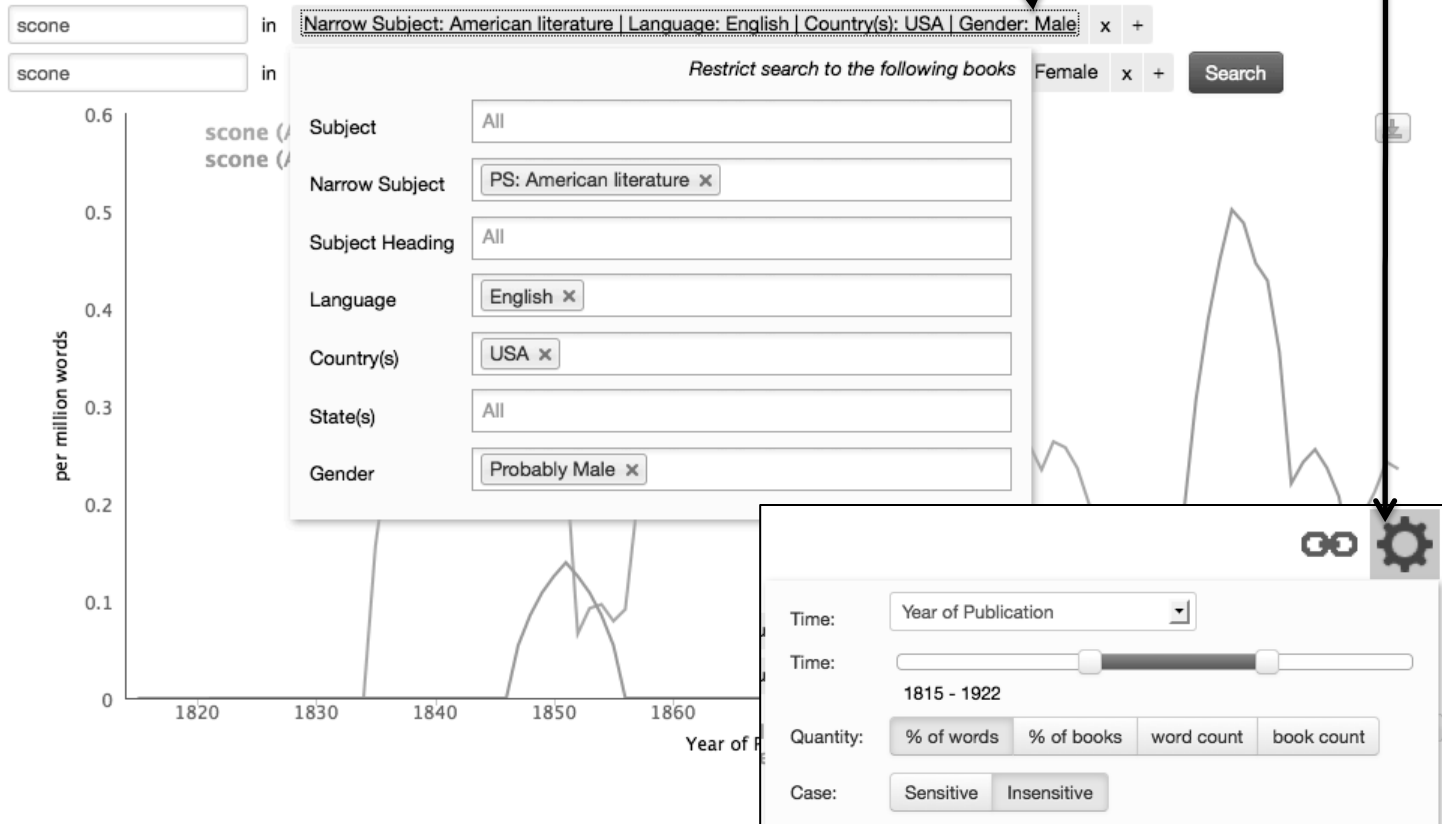 scone in Narrow Subject: American literature | Language: English | Country(s): USA | Gender: Male x +
scone in Female x + Search
Restrict search to the following books
Subject All
Narrow Subject PS: American literature ×
Subject Heading All
Language English ×
Country(s) USA ×
State(s) All
Gender Probably Male ×
scone (
scone (
per million words
0.6
0.5
0.4
0.3
0.2
0.1
0
1820 1830 1840 1850 1860
Year of
Time: Year of Publication
Time:
1815 - 1922
Quantity: % of words % of books word count book count
Case: Sensitive Insensitive